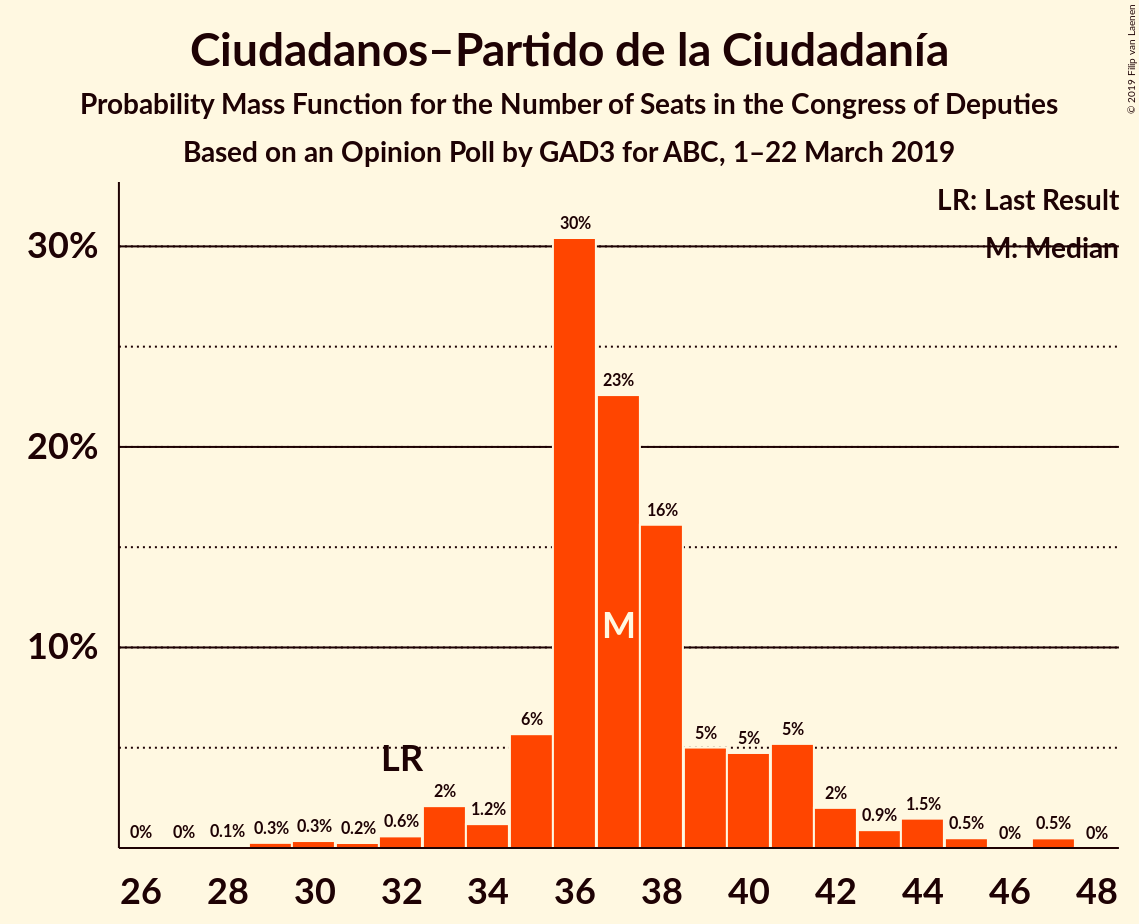 Ciudadanos–Partido de la Ciudadanía
Probability Mass Function for the Number of Seats in the Congress of Deputies
Based on an Opinion Poll by GAD3 for ABC, 1–22 March 2019
© 2019 Filip van Laenen
LR: Last Result
M: Median
30%
20%
10%
0%
0%
0.1%
0.3%
0.3%
0.2%
0.6%
2%
1.2%
6%
30%
23%
16%
5%
5%
5%
2%
0.9%
1.5%
0.5%
0%
0.5%
0%
LR
M
26 28 30 32 34 36 38 40 42 44 46 48